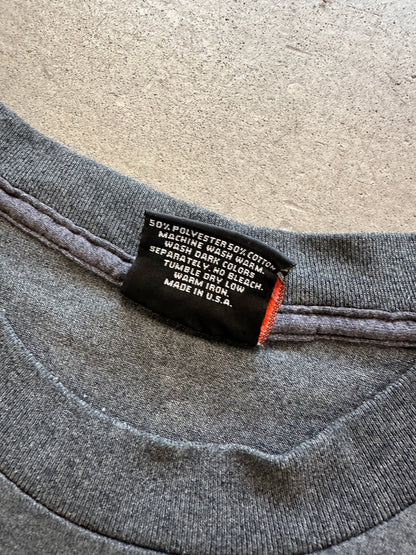 50% POLYESTER 50% COTTON
MACHINE WASH WARM.
WASH DARK COLORS
SEPARATELY. NO BLEACH.
TUMBLE DRY LOW
WARM IRON.
MADE IN U.S.A.